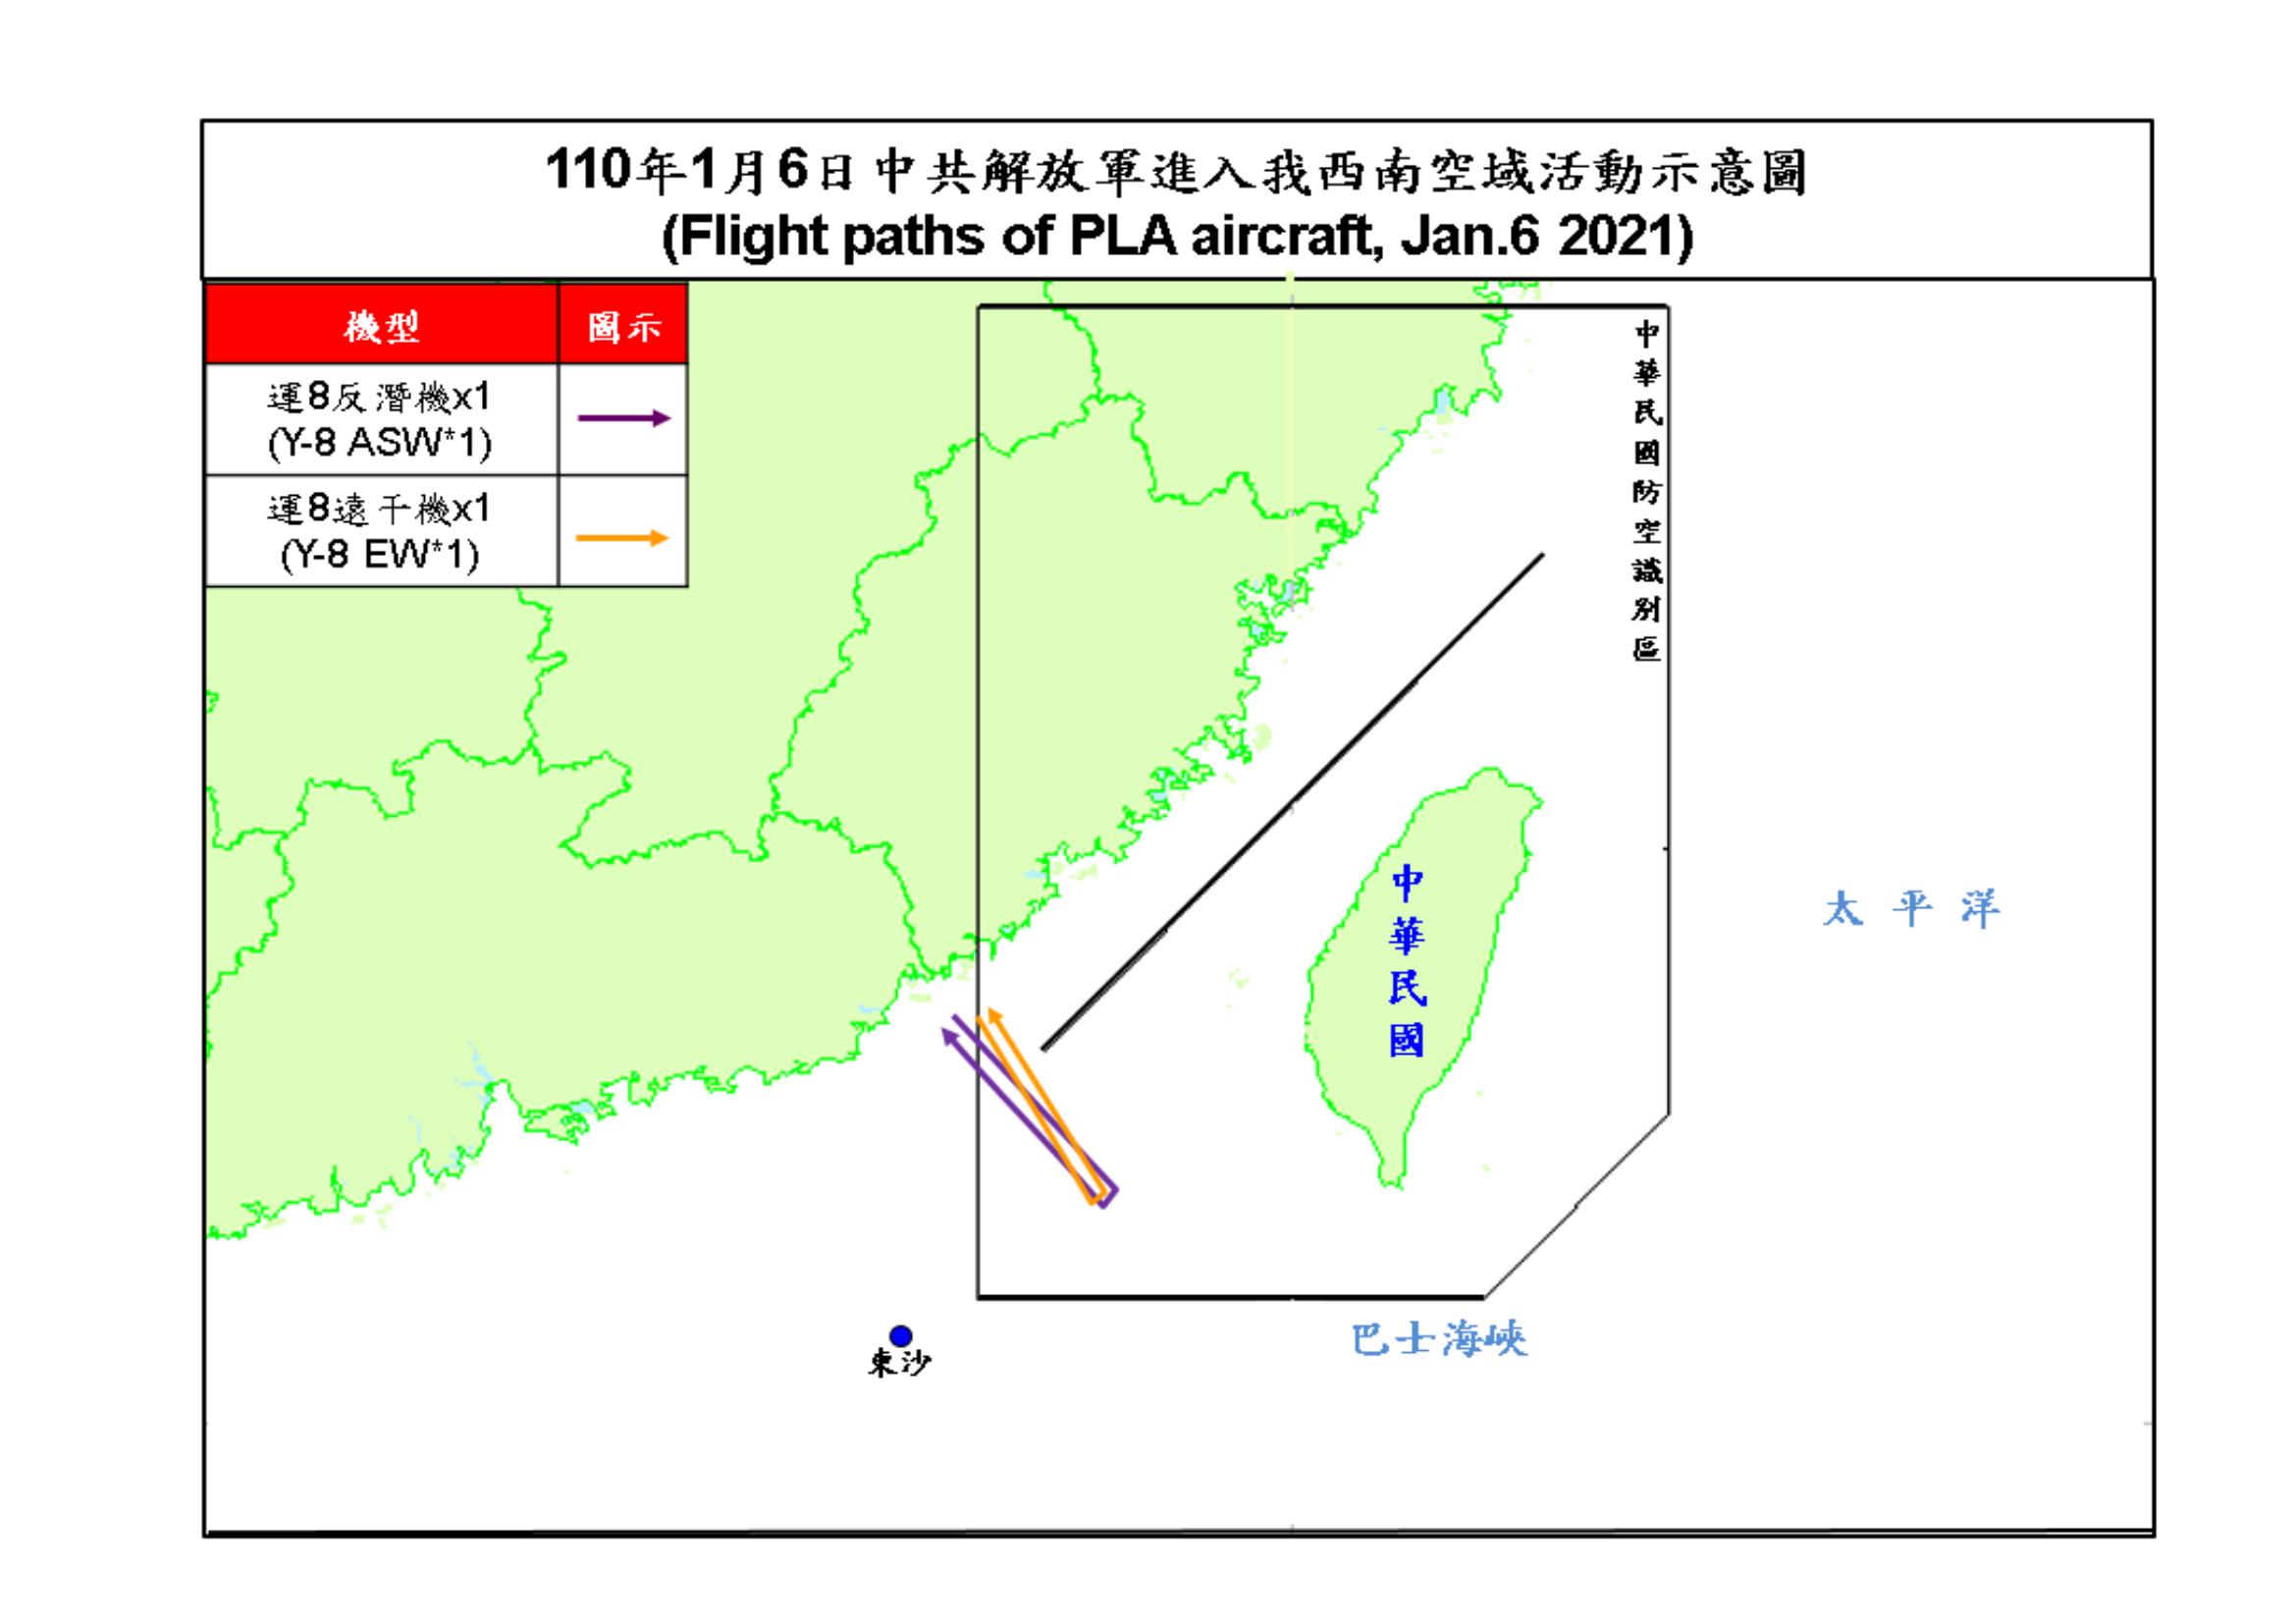 110年1月6日中共解放軍進入我西南空域活動示意圖
(Flight paths of PLA aircraft, Jan.6 2021)
機型 圖示
運8反潛機x1
(Y-8 ASW*1)
運8遠干機x1
(Y-8 EW*1)
中華民國防空識別區
中華民國
太平洋
巴士海峽
東沙